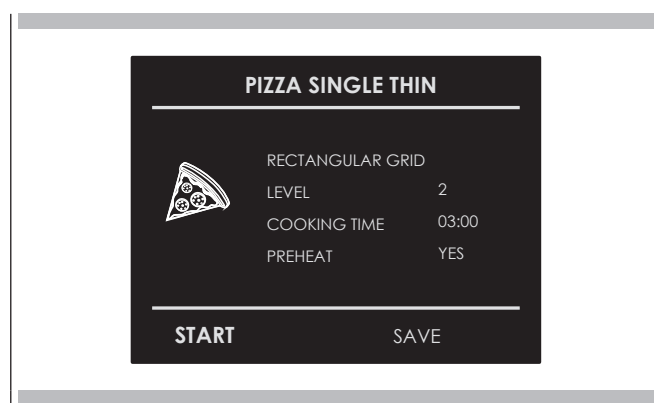 PIZZA SINGLE THIN
RECTANGULAR GRID
LEVEL 2
COOKING TIME 03:00
PREHEAT YES
START SAVE